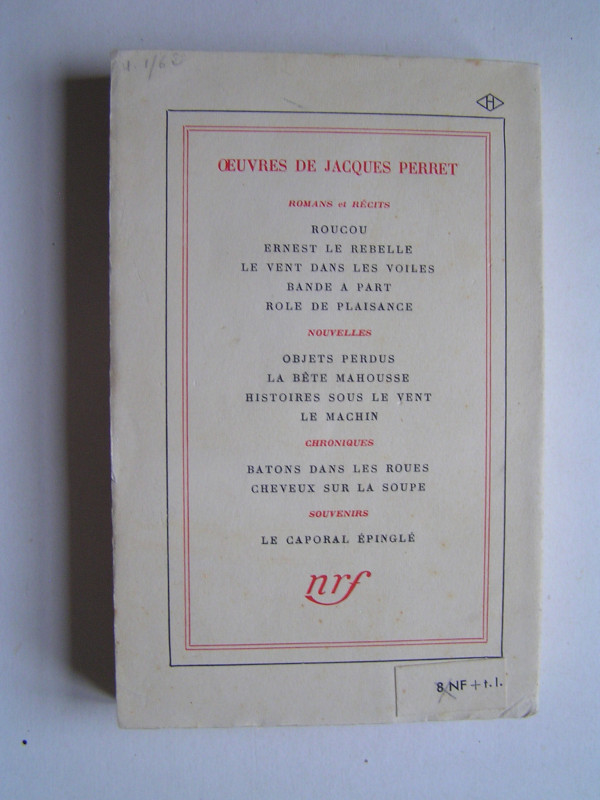 H
ŒUVRES DE JACQUES PERRET
ROMANS et RÉCITS
ROUCOU
ERNEST LE REBELLE
LE VENT DANS LES VOILES
BANDE A PART
ROLE DE PLAISANCE
NOUVELLES
OBJETS PERDUS
LA BÊTE MAHOUSSE
HISTOIRES SOUS LE VENT
LE MACHIN
CHRONIQUES
BATONS DANS LES ROUES
CHEVEUX SUR LA SOUPE
SOUVENIRS
LE CAPORAL ÉPINGLÉ
nrf
8 NF + t. l.